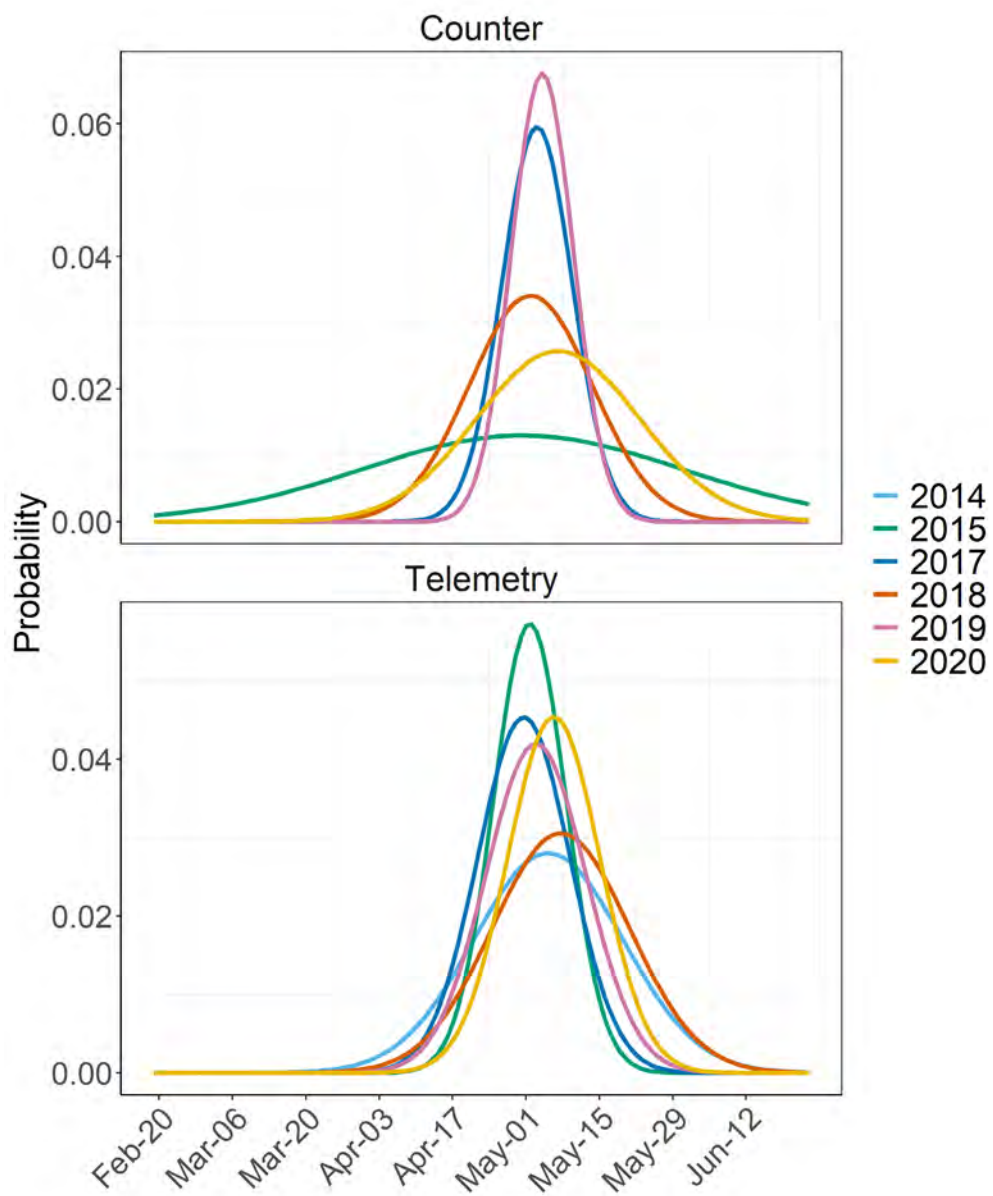 Counter
0.06
0.04
0.02
0.00
Probability
Telemetry
0.04
0.02
0.00
Feb-20
Mar-06
Mar-20
Apr-03
Apr-17
May-01
May-15
May-29
Jun-12
2014
2015
2017
2018
2019
2020